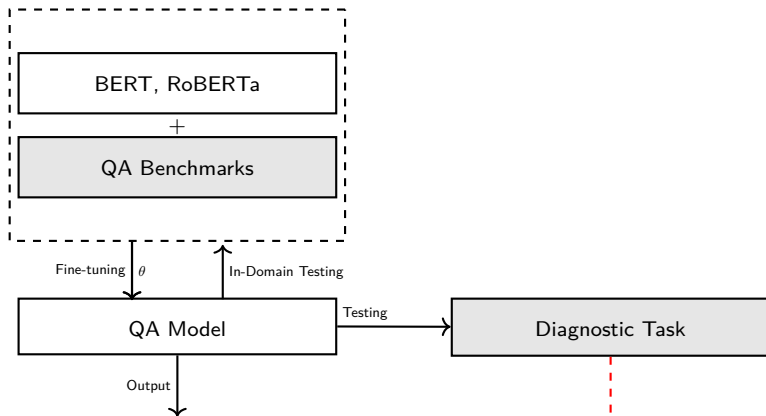 BERT, RoBERTa
+
QA Benchmarks
Fine-tuning θ
In-Domain Testing
QA Model
Testing
Diagnostic Task
Output